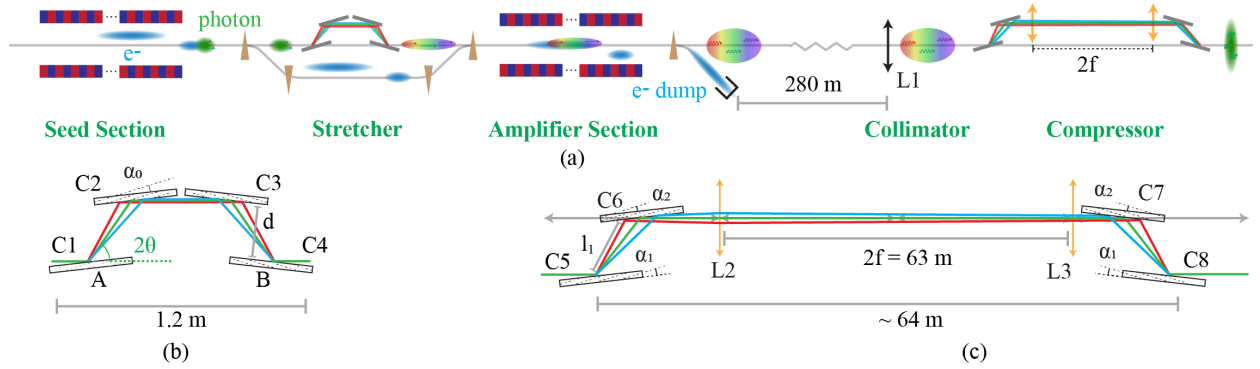 photon
e-
e- dump
280 m
L1
2f
Seed Section
Stretcher
Amplifier Section
Collimator
Compressor
(a)
C2
α₀
C3
d
C1
2θ
C4
A
B
1.2 m
(b)
C6
α₂
α₂
C7
l₁
C5
α₁
L2
2f = 63 m
L3
α₁
C8
~ 64 m
(c)